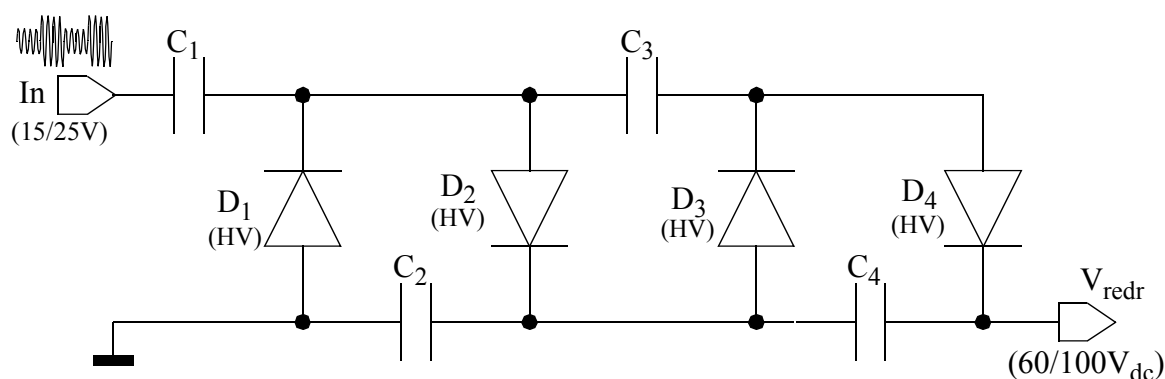 C₁
C₃
In
(15/25V)
D₁
(HV)
D₂
(HV)
D₃
(HV)
D₄
(HV)
C₂
C₄
Vredr
(60/100Vdc)